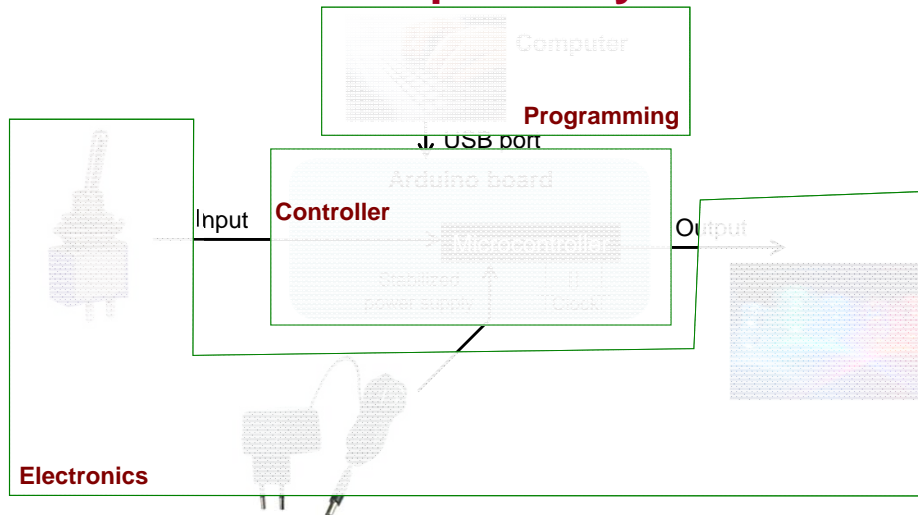 Computer
Programming
USB port
Arduino board
Input
Controller
Output
Microcontroller
Stabilized
power supply
"Clock"
Electronics